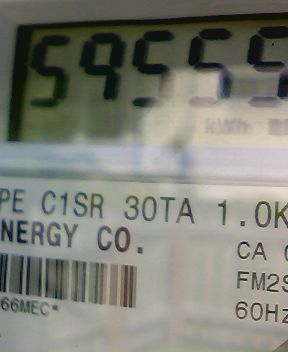 59555
kWh
PE C1SR 30TA 1.0K
NERGY CO.
CA
FM2S
66MEC*
60Hz